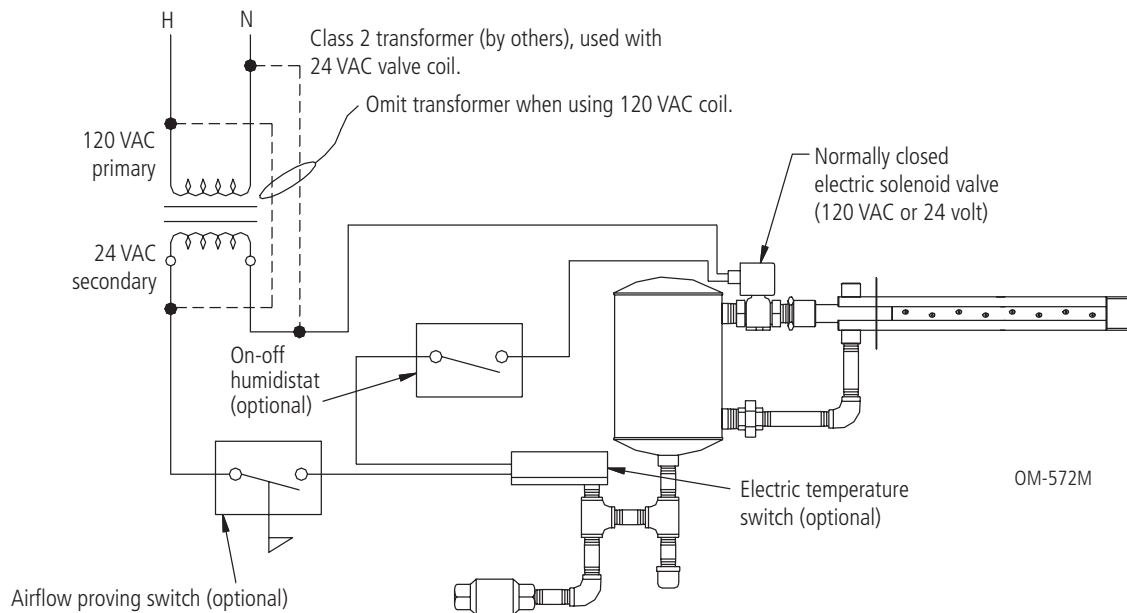 H N
Class 2 transformer (by others), used with
24 VAC valve coil.
Omit transformer when using 120 VAC coil.
120 VAC
primary
Normally closed
electric solenoid valve
(120 VAC or 24 volt)
24 VAC
secondary
On-off
humidistat
(optional)
Electric temperature
switch (optional)
OM-572M
Airflow proving switch (optional)